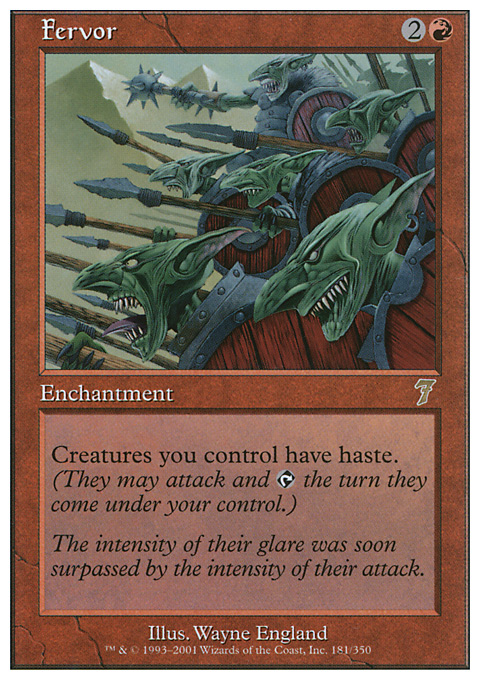 Fervor 2
Enchantment 7
Creatures you control have haste.
(They may attack and the turn they
come under your control.)
The intensity of their glare was soon
surpassed by the intensity of their attack.
Illus. Wayne England
™ & © 1993–2001 Wizards of the Coast, Inc. 181/350